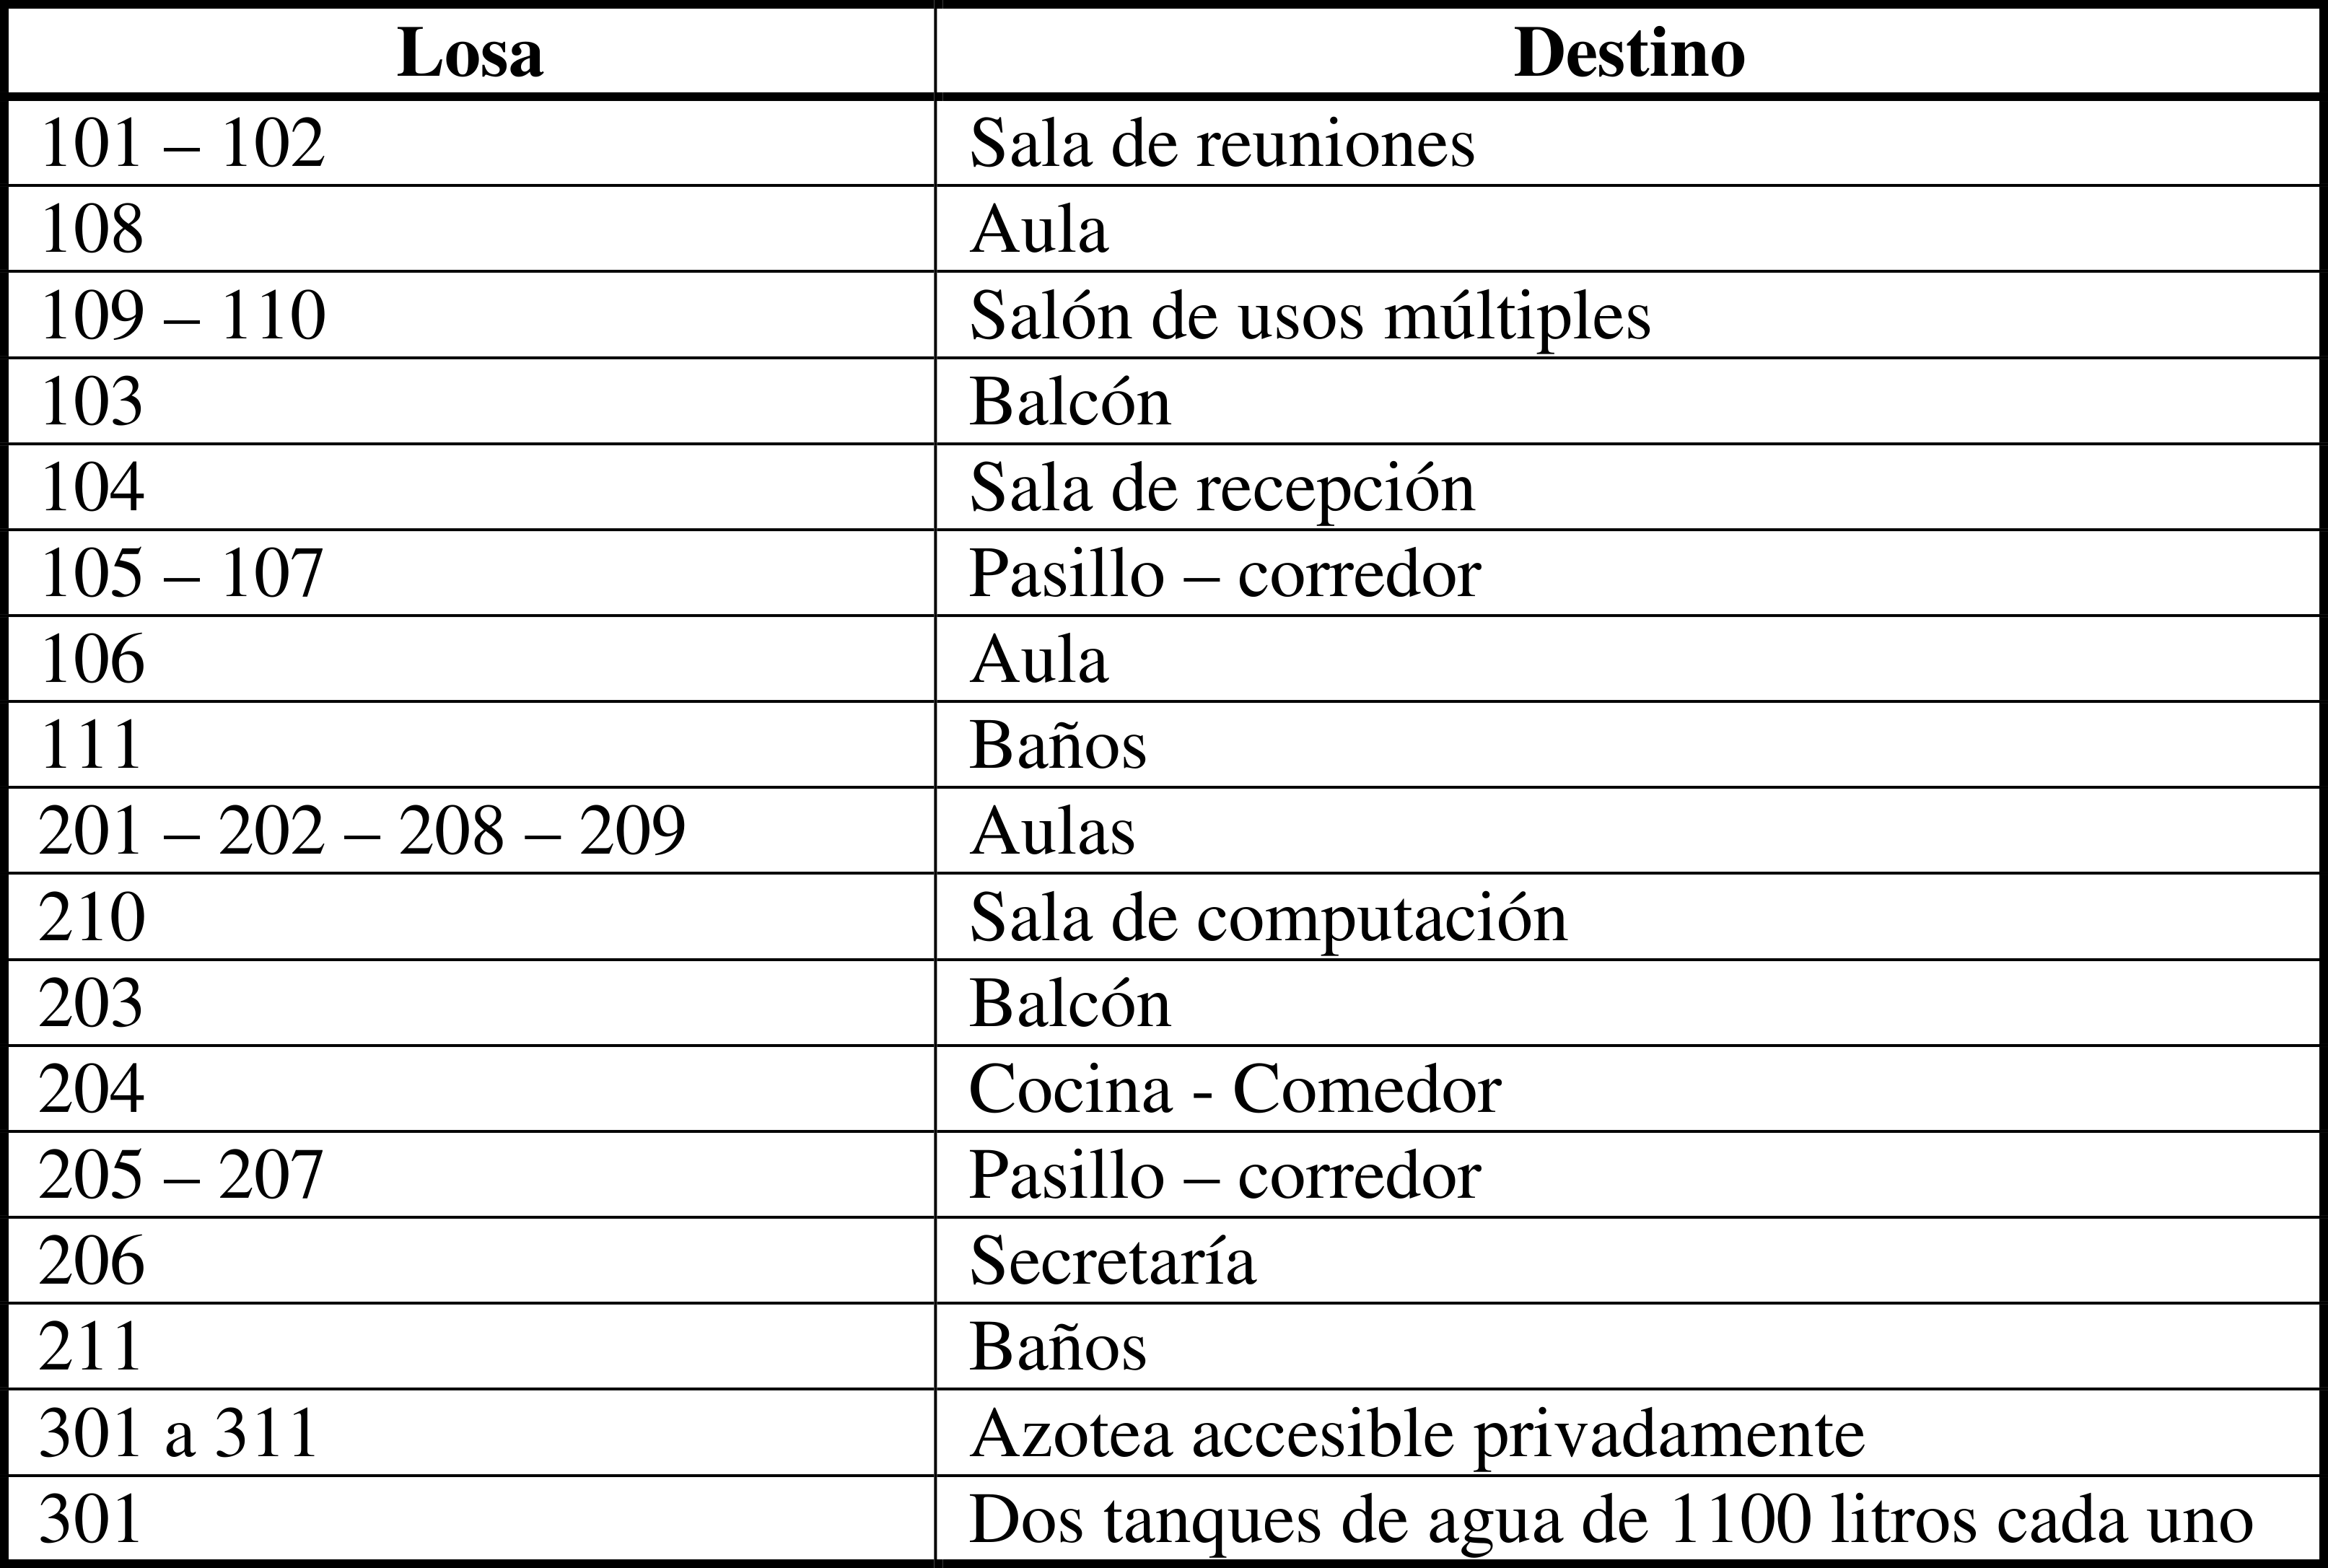 Losa Destino
101 – 102 Sala de reuniones
108 Aula
109 – 110 Salón de usos múltiples
103 Balcón
104 Sala de recepción
105 – 107 Pasillo – corredor
106 Aula
111 Baños
201 – 202 – 208 – 209 Aulas
210 Sala de computación
203 Balcón
204 Cocina - Comedor
205 – 207 Pasillo – corredor
206 Secretaría
211 Baños
301 a 311 Azotea accesible privadamente
301 Dos tanques de agua de 1100 litros cada uno